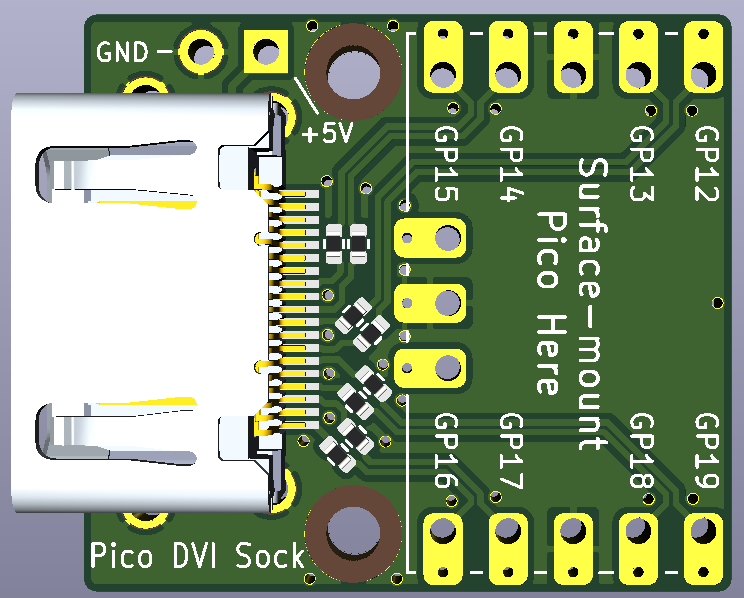 GND
+5V
GP15
GP14
GP13
GP12
Surface-mount
Pico Here
GP16
GP17
GP18
GP19
Pico DVI Sock